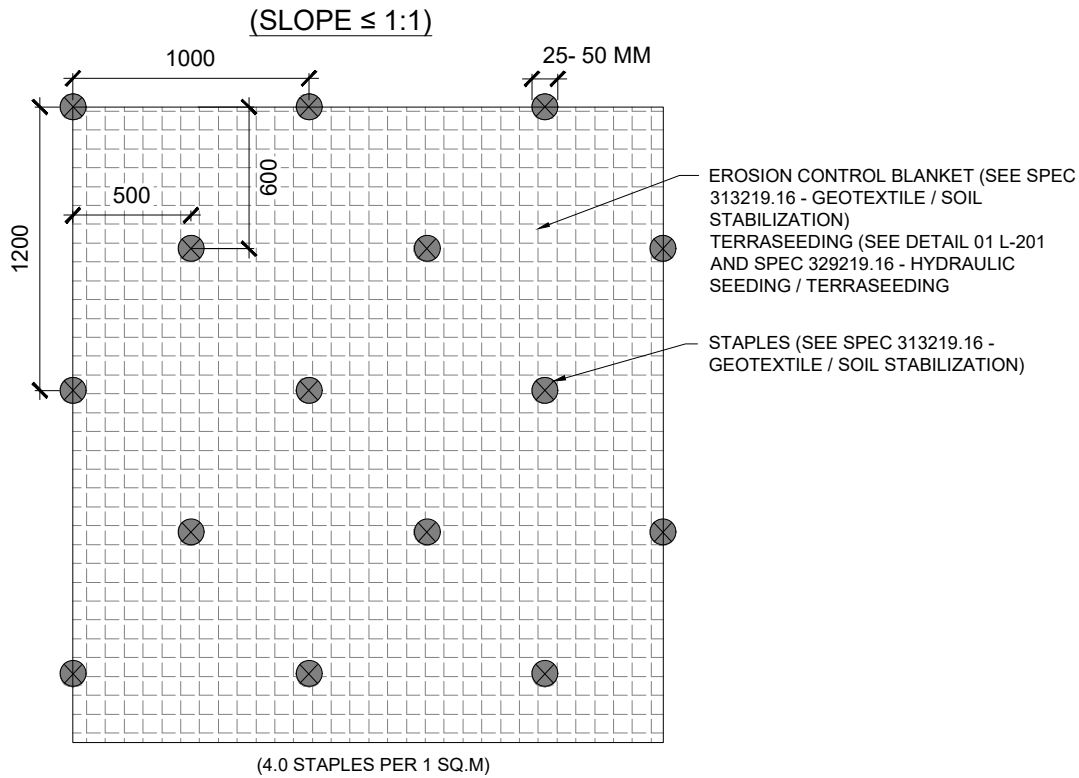 (SLOPE ≤ 1:1)
1000
25- 50 MM
600
500
1200
EROSION CONTROL BLANKET (SEE SPEC
313219.16 - GEOTEXTILE / SOIL
STABILIZATION)
TERRASEEDING (SEE DETAIL 01 L-201
AND SPEC 329219.16 - HYDRAULIC
SEEDING / TERRASEEDING
STAPLES (SEE SPEC 313219.16 -
GEOTEXTILE / SOIL STABILIZATION)
(4.0 STAPLES PER 1 SQ.M)